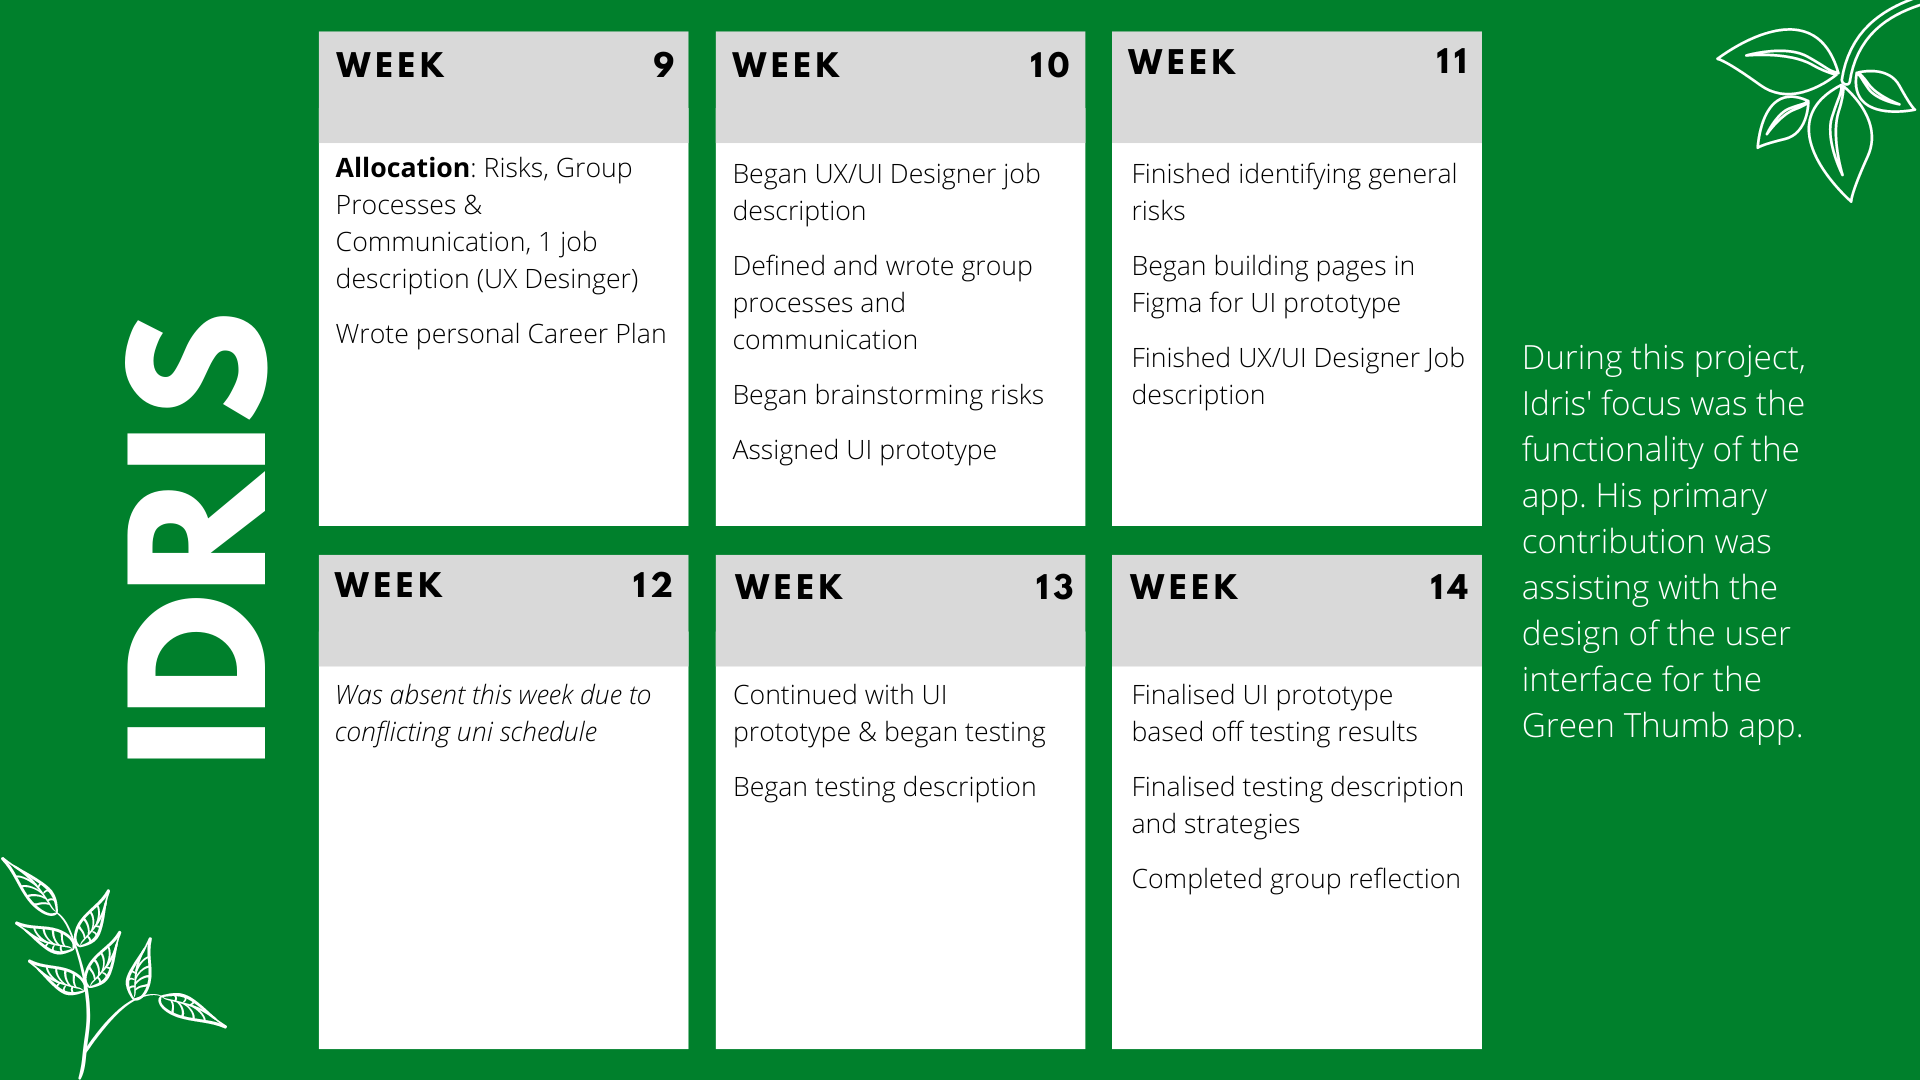 IDRIS
WEEK 9
Allocation: Risks, Group
Processes &
Communication, 1 job
description (UX Desinger)
Wrote personal Career Plan
WEEK 10
Began UX/UI Designer job
description
Defined and wrote group
processes and
communication
Began brainstorming risks
Assigned UI prototype
WEEK 11
Finished identifying general
risks
Began building pages in
Figma for UI prototype
Finished UX/UI Designer Job
description
WEEK 12
Was absent this week due to
conflicting uni schedule
WEEK 13
Continued with UI
prototype & began testing
Began testing description
WEEK 14
Finalised UI prototype
based off testing results
Finalised testing description
and strategies
Completed group reflection
During this project,
Idris' focus was the
functionality of the
app. His primary
contribution was
assisting with the
design of the user
interface for the
Green Thumb app.